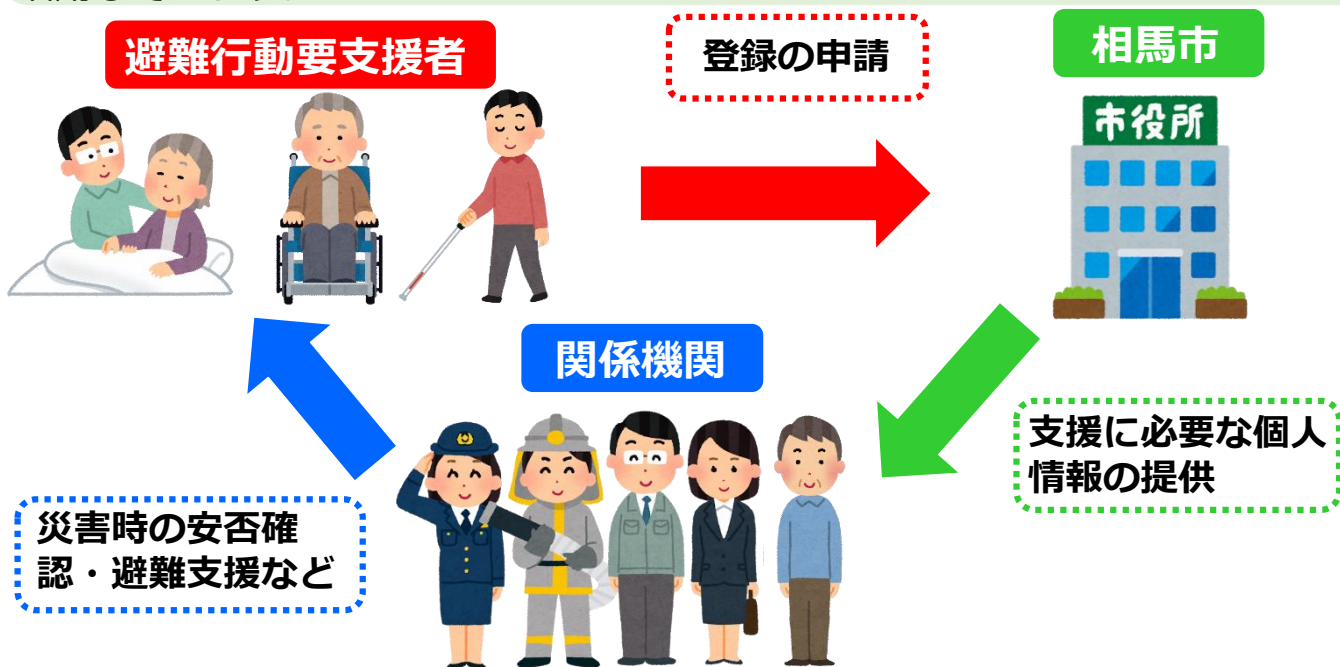 避難行動要支援者
登録の申請
相馬市
市役所
関係機関
支援に必要な個人
情報の提供
災害時の安否確
認・避難支援など